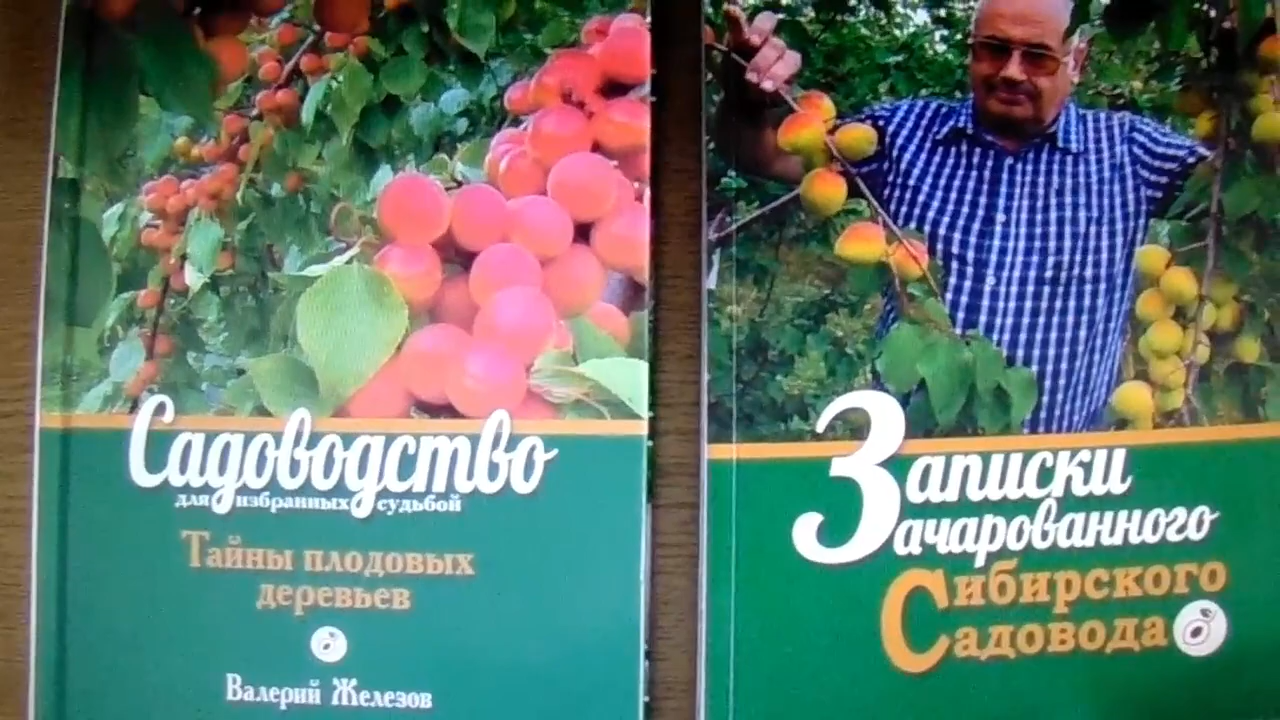 Садоводство
для избранных судьбой
Тайны плодовых
деревьев
Валерий Железов
Записки
Зачарованного
Сибирского
Садовода